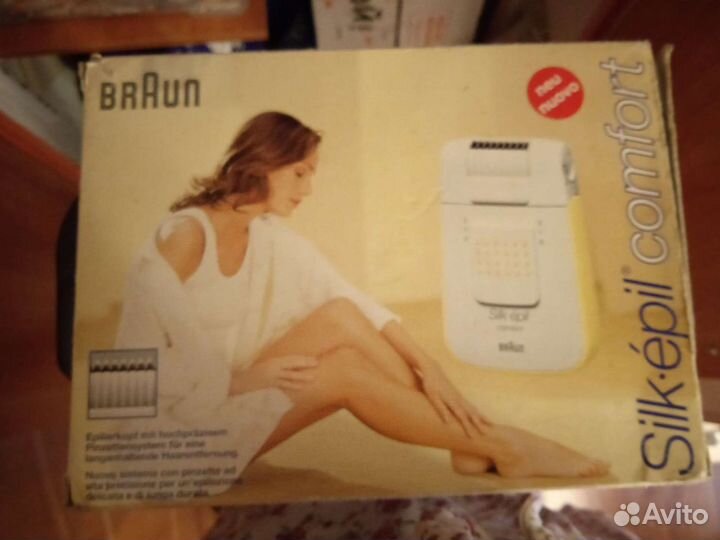 BRAUN
neu
nuovo
Silk·épil® comfort
Silk·épil
comfort
BRAUN
Epilierkopf mit hochpräzisem
Pinzettensystem für eine
langanhaltende Haarentfernung.
Nuovo sistema con pinzette ad
alta precisione per un'epilazione
delicata e di lunga durata.
Avito